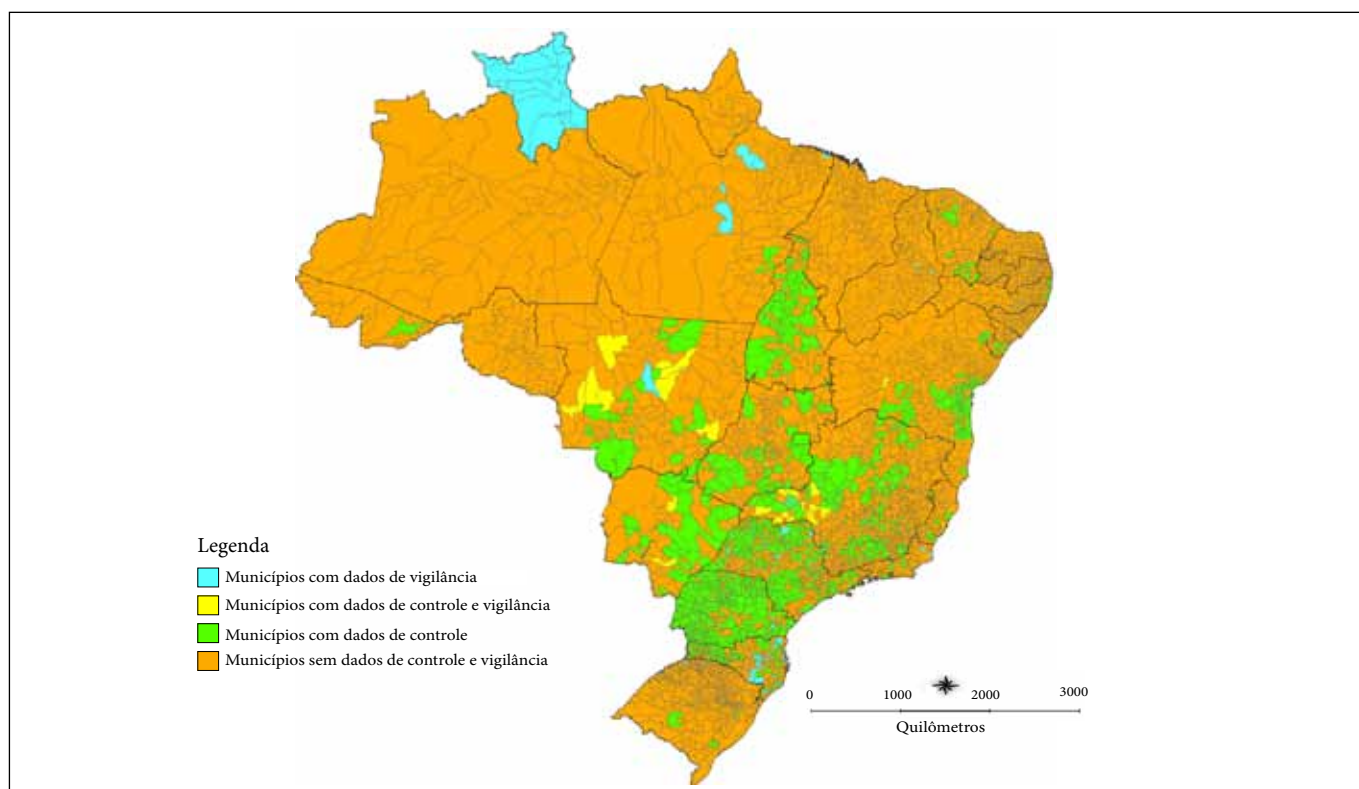 Legenda
Municípios com dados de vigilância
Municípios com dados de controle e vigilância
Municípios com dados de controle
Municípios sem dados de controle e vigilância
0 1000 2000 3000
Quilômetros